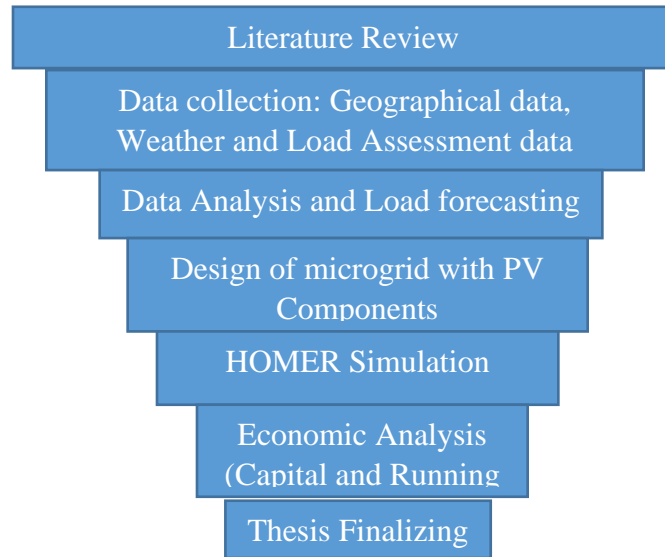 Literature Review
Data collection: Geographical data,
Weather and Load Assessment data
Data Analysis and Load forecasting
Design of microgrid with PV
Components
HOMER Simulation
Economic Analysis
(Capital and Running
Thesis Finalizing